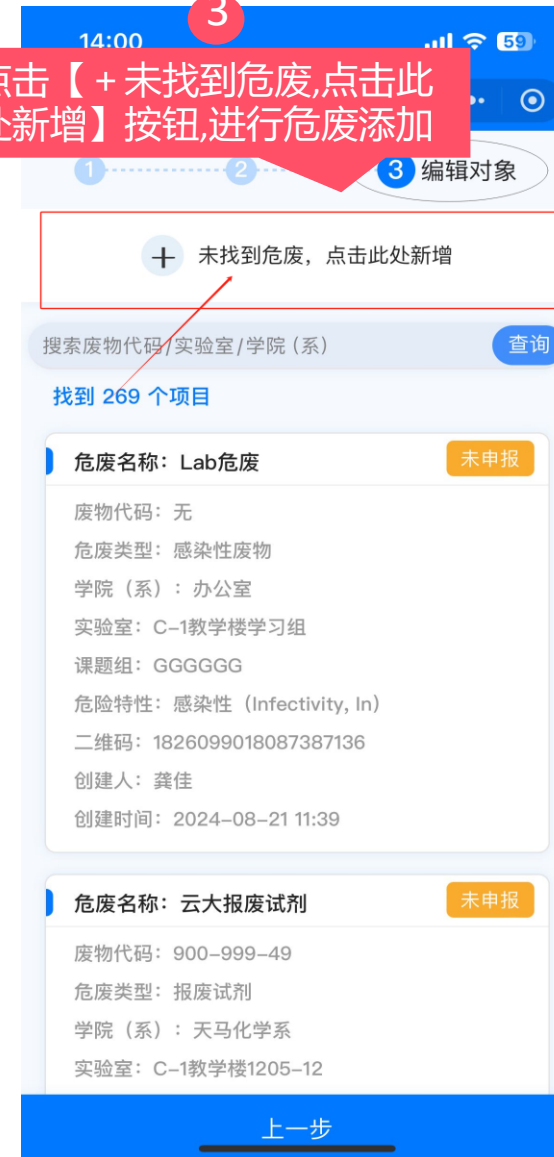 3
14:00
59
点击【 + 未找到危废,点击此
处新增】按钮,进行危废添加
1
2
3 编辑对象
+ 未找到危废，点击此处新增
搜索废物代码/实验室/学院 (系)
查询
找到 269 个项目
危废名称：Lab危废
未申报
废物代码：无
危废类型：感染性废物
学院（系）：办公室
实验室：C-1教学楼学习组
课题组：GGGGGG
危险特性：感染性（Infectivity, In）
二维码：1826099018087387136
创建人：龚佳
创建时间：2024-08-21 11:39
危废名称：云大报废试剂
未申报
废物代码：900-999-49
危废类型：报废试剂
学院（系）：天马化学系
实验室：C-1教学楼1205-12
上一步